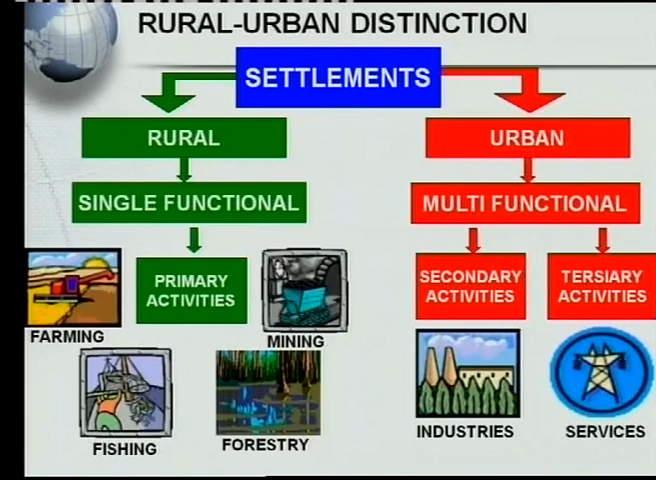 RURAL-URBAN DISTINCTION
SETTLEMENTS
RURAL
URBAN
SINGLE FUNCTIONAL
MULTI FUNCTIONAL
PRIMARY
ACTIVITIES
SECONDARY
ACTIVITIES
TERSIARY
ACTIVITIES
FARMING
MINING
FISHING
FORESTRY
INDUSTRIES
SERVICES